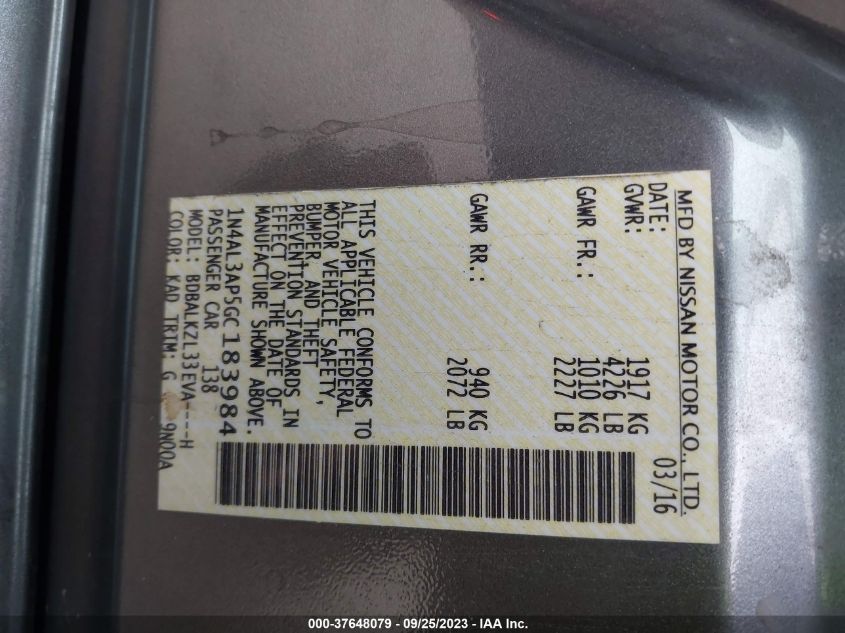 MFD BY NISSAN MOTOR CO., LTD.
DATE: 03/16
GVWR: 1917 KG
4226 LB
GAWR FR.: 1010 KG
2227 LB
GAWR RR.: 940 KG
2072 LB
THIS VEHICLE CONFORMS TO
ALL APPLICABLE FEDERAL
MOTOR VEHICLE SAFETY,
BUMPER, AND THEFT
PREVENTION STANDARDS IN
EFFECT ON THE DATE OF
MANUFACTURE SHOWN ABOVE.
1N4AL3AP5GC183984
PASSENGER CAR 138
MODEL: BDBALKZL33EVA----H
COLOR: KAD TRIM: G 9N00A
000-37648079 - 09/25/2023 - IAA Inc.